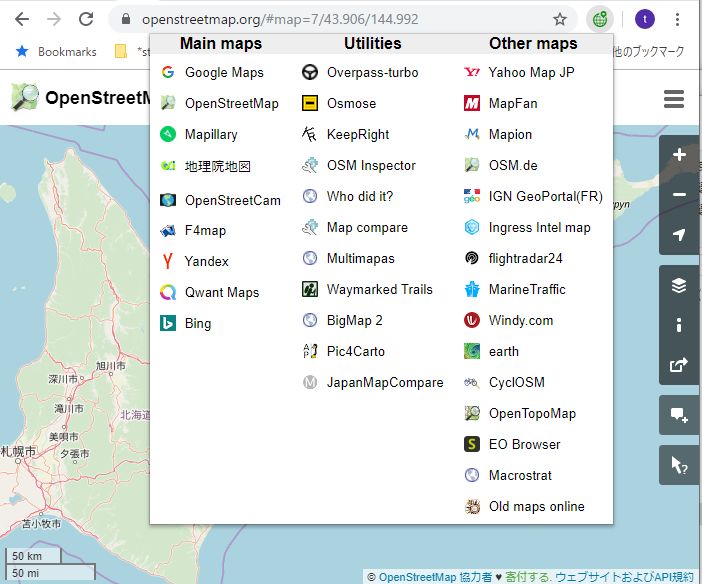 openstreetmap.org/#map=7/43.906/144.992
t
Bookmarks
*st
他のブックマーク
OpenStreetM
Main maps
Google Maps
OpenStreetMap
Mapillary
地理院地図
OpenStreetCam
F4map
Yandex
Qwant Maps
Bing
Utilities
Overpass-turbo
Osmose
KeepRight
OSM Inspector
Who did it?
Map compare
Multimapas
Waymarked Trails
BigMap 2
Pic4Carto
JapanMapCompare
Other maps
Yahoo Map JP
MapFan
Mapion
OSM.de
IGN GeoPortal(FR)
Ingress Intel map
flightradar24
MarineTraffic
Windy.com
earth
CyclOSM
OpenTopoMap
EO Browser
Macrostrat
Old maps online
旭川市
深川市
滝川市
北海道
美唄市
札幌市
夕張市
苫小牧市
50 km
50 mi
© OpenStreetMap 協力者 ♥ 寄付する. ウェブサイトおよびAPI規約